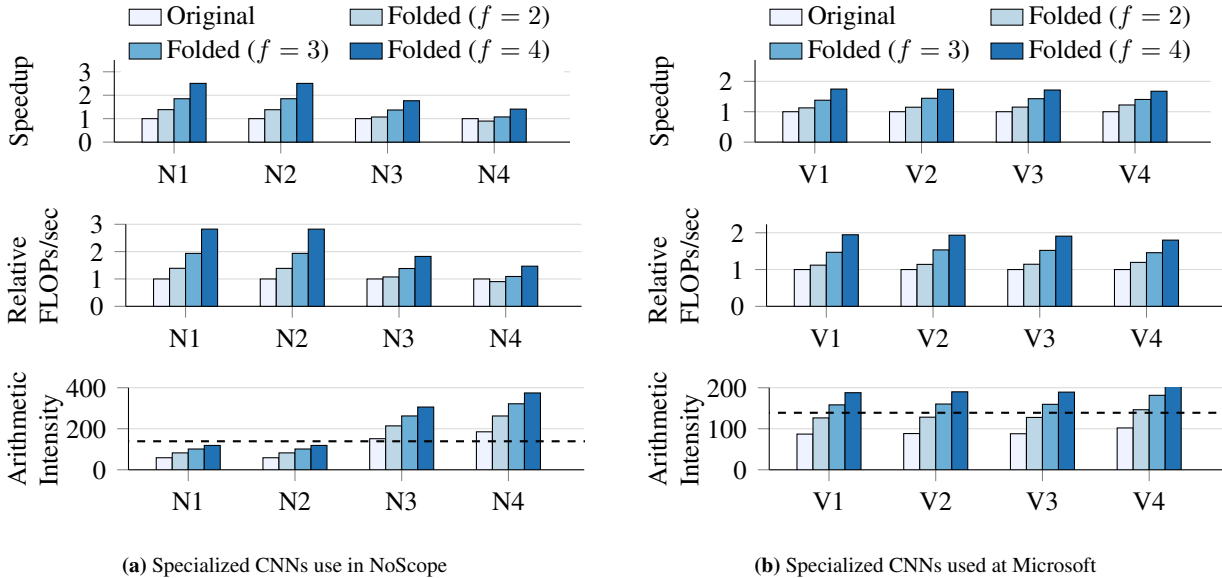 Original
Folded (f = 2)
Folded (f = 3)
Folded (f = 4)
Speedup
3
2
1
0
N1 N2 N3 N4
Relative
FLOPs/sec
3
2
1
0
N1 N2 N3 N4
Arithmetic
Intensity
400
200
0
N1 N2 N3 N4
(a) Specialized CNNs use in NoScope
Original
Folded (f = 2)
Folded (f = 3)
Folded (f = 4)
Speedup
2
1
0
V1 V2 V3 V4
Relative
FLOPs/sec
2
1
0
V1 V2 V3 V4
Arithmetic
Intensity
200
100
0
V1 V2 V3 V4
(b) Specialized CNNs used at Microsoft